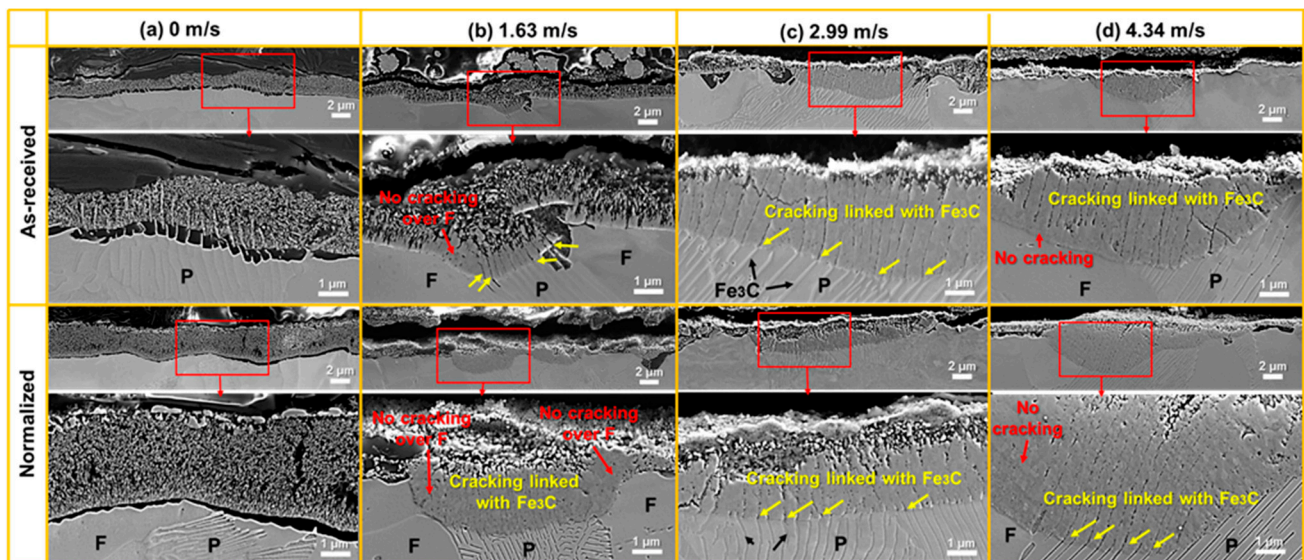 (a) 0 m/s
(b) 1.63 m/s
(c) 2.99 m/s
(d) 4.34 m/s
As-received
2 µm
2 µm
2 µm
2 µm
P
1 µm
No cracking
over F
F
P
F
1 µm
Cracking linked with Fe₃C
Fe₃C
P
1 µm
Cracking linked with Fe₃C
No cracking
F
P
1 µm
Normalized
2 µm
2 µm
2 µm
2 µm
F
P
1 µm
No cracking
over F
No cracking
over F
Cracking linked
with Fe₃C
F
F
P
1 µm
Cracking linked with Fe₃C
P
1 µm
No
cracking
Cracking linked with Fe₃C
F
P
1 µm